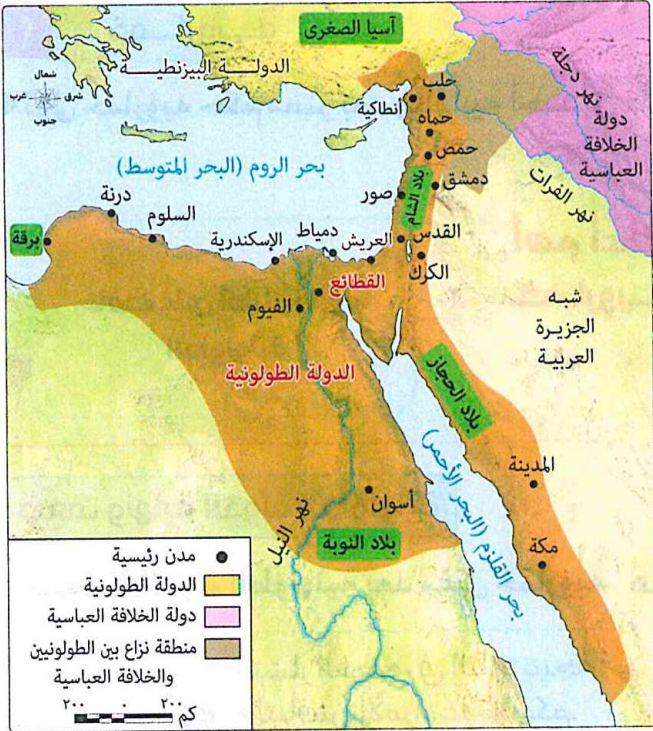 آسيا الصغرى
الدولـــة البيزنطيـــة
شمال
شرق
غرب
جنوب
حلب
أنطاكية
حماه
حمص
دمشق
بلاد الشام
صور
القدس
الكرك
نهر دجلة
دولة
الخلافة
العباسية
نهر الفرات
بحر الروم (البحر المتوسط)
درنة
السلوم
برقة
الإسكندرية
دمياط
العريش
القطائع
الفيوم
الدولة الطولونية
شبه
الجزيرة
العربية
بلاد الحجاز
المدينة
مكة
بحر القلزم (البحر الأحمر)
أسوان
نهر النيل
بلاد النوبة
مدن رئيسية
الدولة الطولونية
دولة الخلافة العباسية
منطقة نزاع بين الطولونيين
والخلافة العباسية
٢٠٠ ٠ ٢٠٠ كم